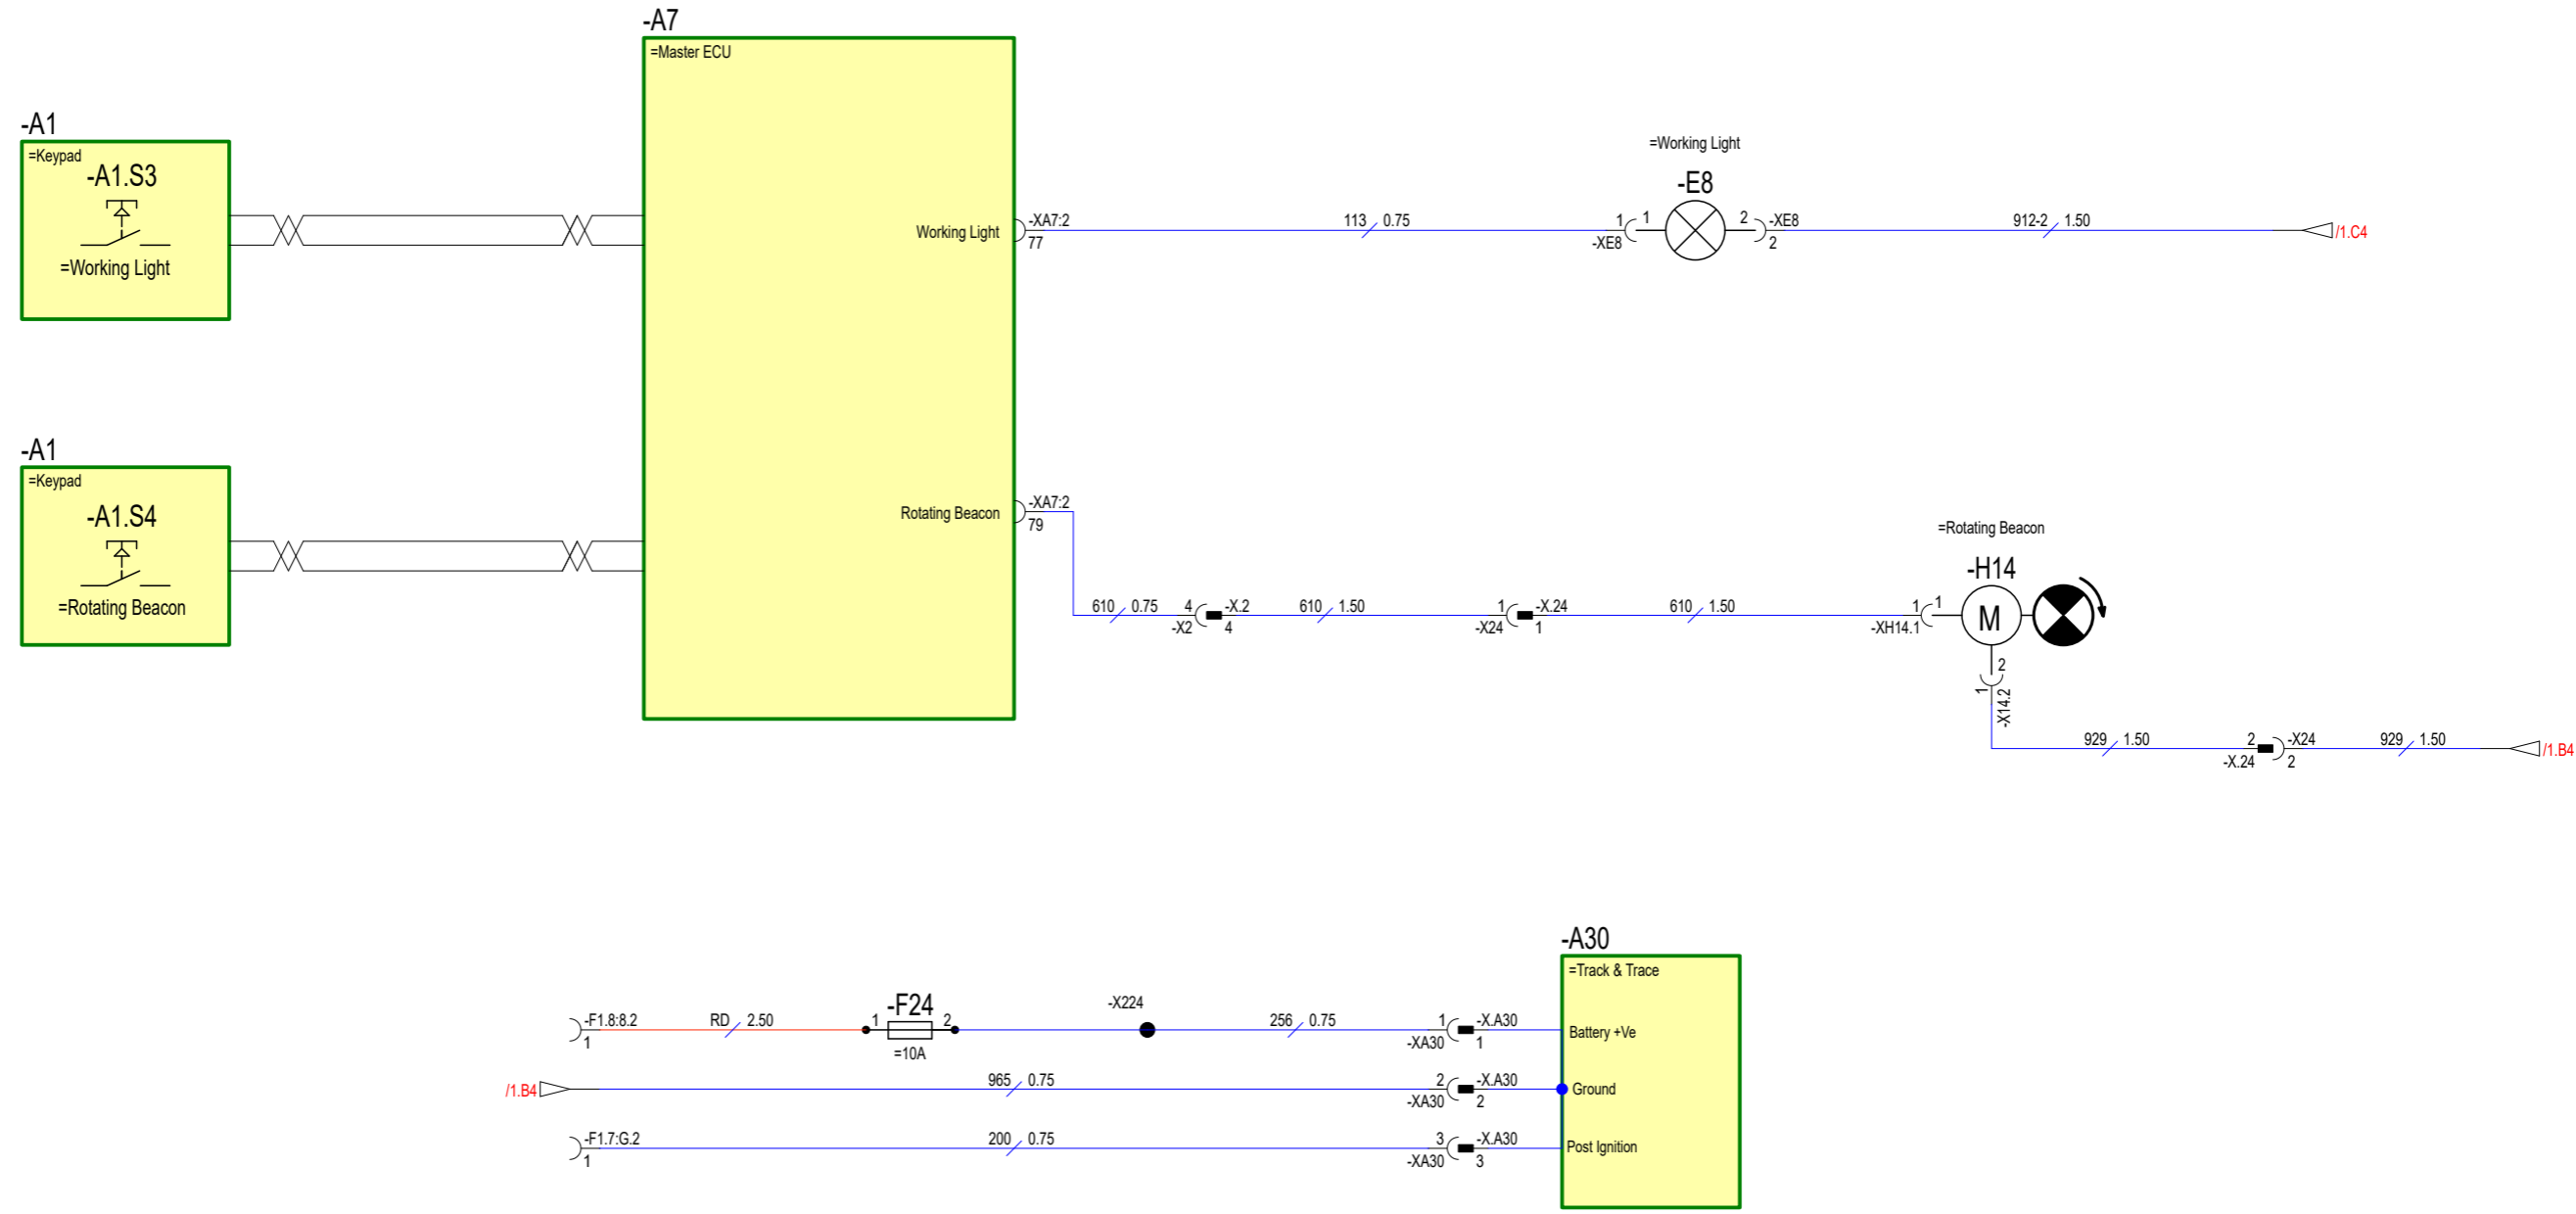 -A7
=Master ECU
-A1
=Keypad
-A1.S3
=Working Light
Working Light
-XA7:2
77
113 0.75
1
-XE8
1
=Working Light
-E8
2
-XE8
2
912-2 1.50
/1.C4
-A1
=Keypad
-A1.S4
=Rotating Beacon
Rotating Beacon
-XA7:2
79
610 0.75
4
-X2
-X.2
4
610 1.50
1
-X24
-X.24
1
610 1.50
1
-XH14.1
1
=Rotating Beacon
-H14
M
2
1
-X14.2
929 1.50
2
-X.24
-X24
2
929 1.50
/1.B4
-A30
=Track & Trace
-F1.8:8.2
1
RD 2.50
-F24
1
2
=10A
-X224
256 0.75
1
-XA30
-X.A30
1
Battery +Ve
/1.B4
965 0.75
2
-XA30
-X.A30
2
Ground
-F1.7:G.2
1
200 0.75
3
-XA30
-X.A30
3
Post Ignition